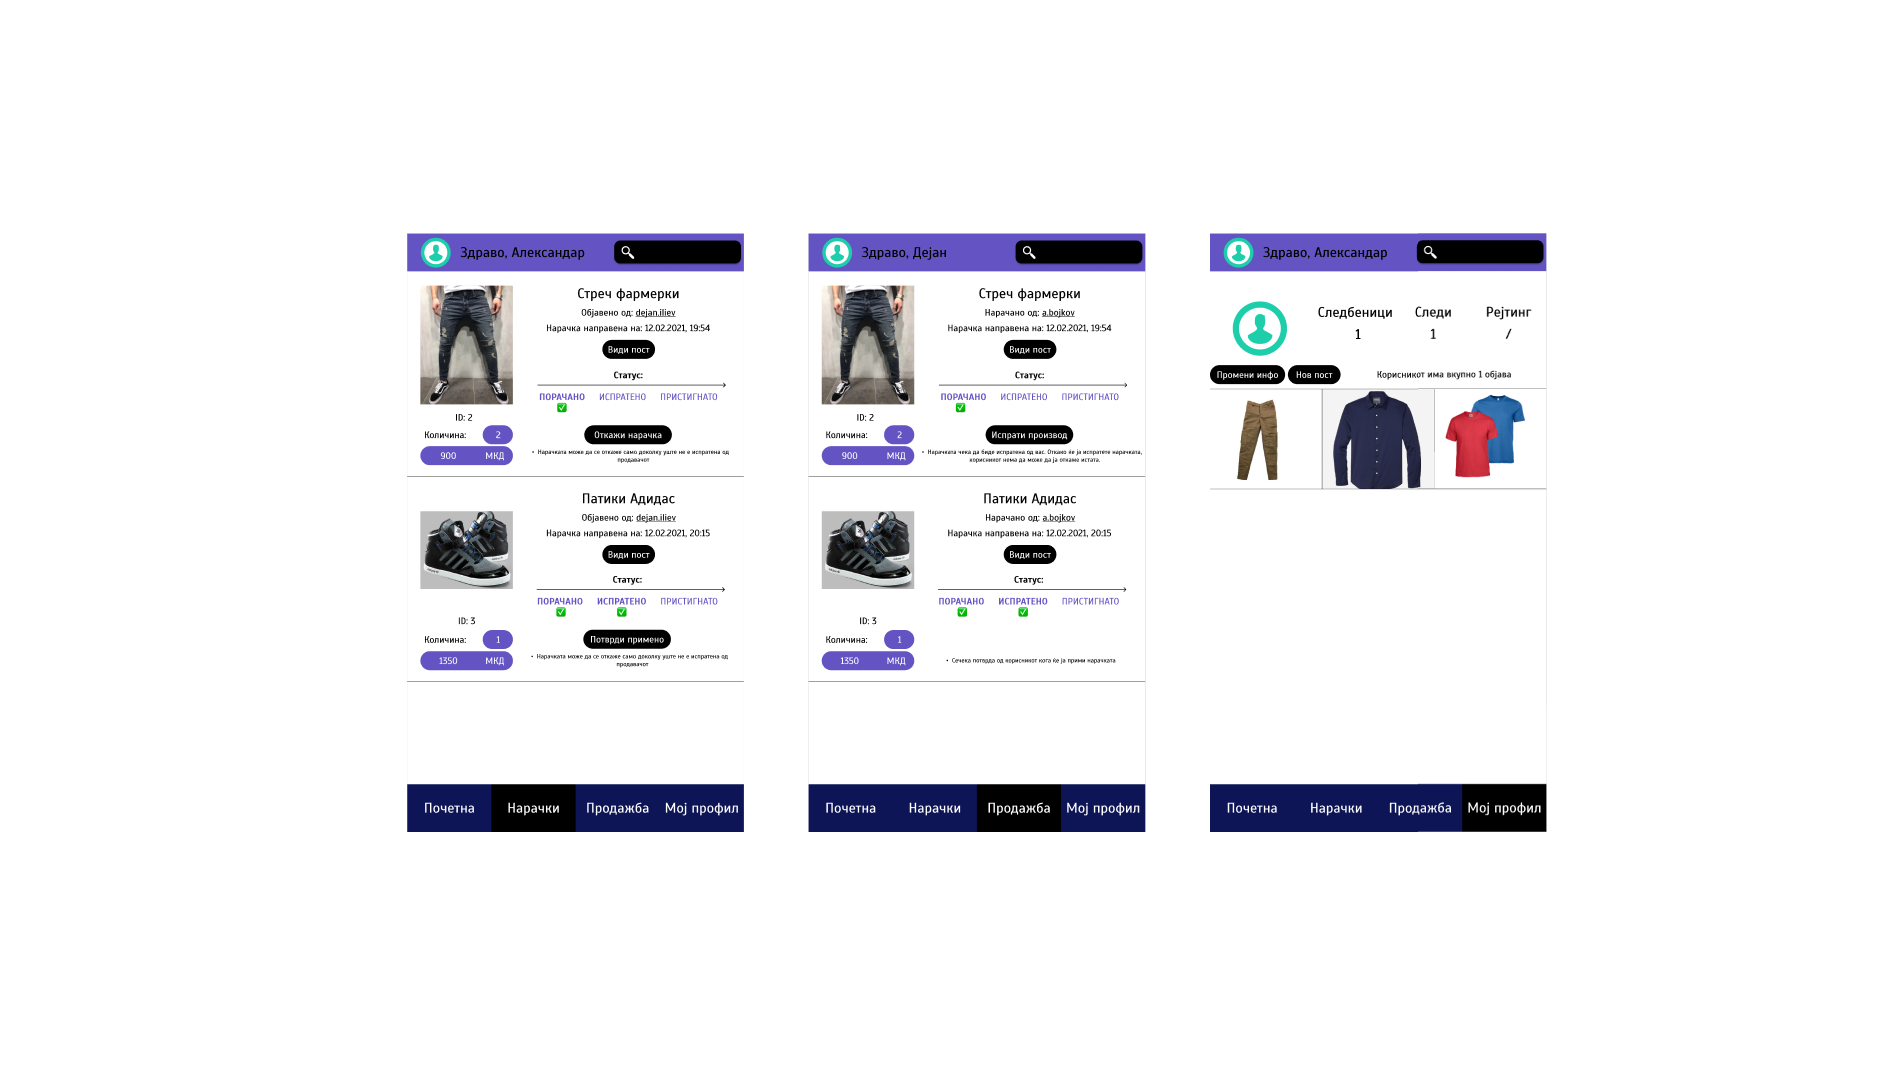 Здраво, Александар
Стреч фармерки
Објавено од: dejan.iliev
Нарачка направена на: 12.02.2021, 19:54
Види пост
Статус:
ПОРАЧАНО ИСПРАТЕНО ПРИСТИГНАТО
ID: 2
Количина: 2
900 МКД
Откажи нарачка
• Нарачката може да се откаже само доколку уште не е испратена од
продавачот
Патики Адидас
Објавено од: dejan.iliev
Нарачка направена на: 12.02.2021, 20:15
Види пост
Статус:
ПОРАЧАНО ИСПРАТЕНО ПРИСТИГНАТО
ID: 3
Количина: 1
1350 МКД
Потврди примено
• Нарачката може да се откаже само доколку уште не е испратена од
продавачот
Почетна Нарачки Продажба Мој профил
Здраво, Дејан
Стреч фармерки
Нарачано од: a.bojkov
Нарачка направена на: 12.02.2021, 19:54
Види пост
Статус:
ПОРАЧАНО ИСПРАТЕНО ПРИСТИГНАТО
ID: 2
Количина: 2
900 МКД
Испрати производ
• Нарачката чека да биде испратена од вас. Откако ќе ја испратете нарачката,
корисникот нема да може да ја откаже истата.
Патики Адидас
Нарачано од: a.bojkov
Нарачка направена на: 12.02.2021, 20:15
Види пост
Статус:
ПОРАЧАНО ИСПРАТЕНО ПРИСТИГНАТО
ID: 3
Количина: 1
1350 МКД
• Сечека потврда од корисникот кога ќе ја прими нарачката
Почетна Нарачки Продажба Мој профил
Здраво, Александар
Следбеници Следи Рејтинг
1 1 /
Промени инфо Нов пост Корисникот има вкупно 1 објава
Почетна Нарачки Продажба Мој профил